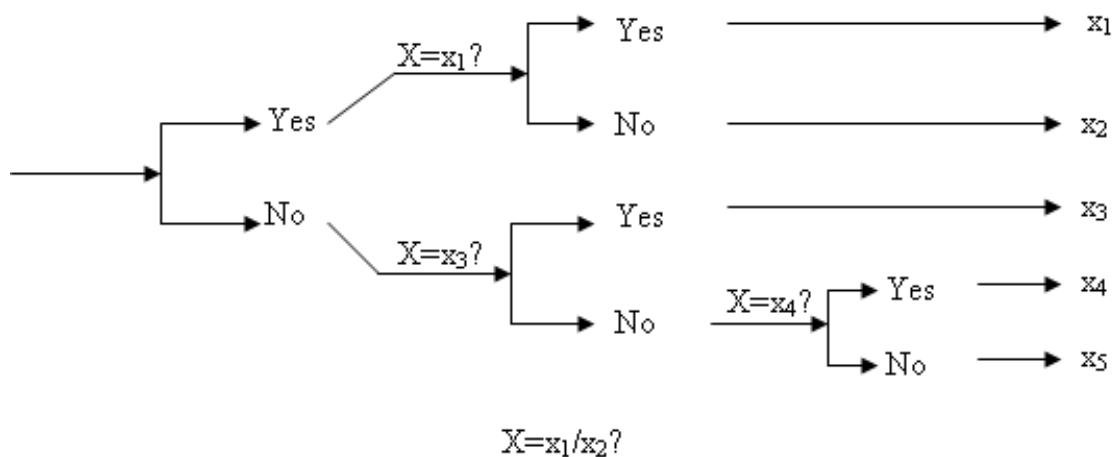 Yes x₁
X=x₁?
Yes No x₂
No Yes x₃
X=x₃?
Yes x₄
No X=x₄?
No x₅
X=x₁/x₂?